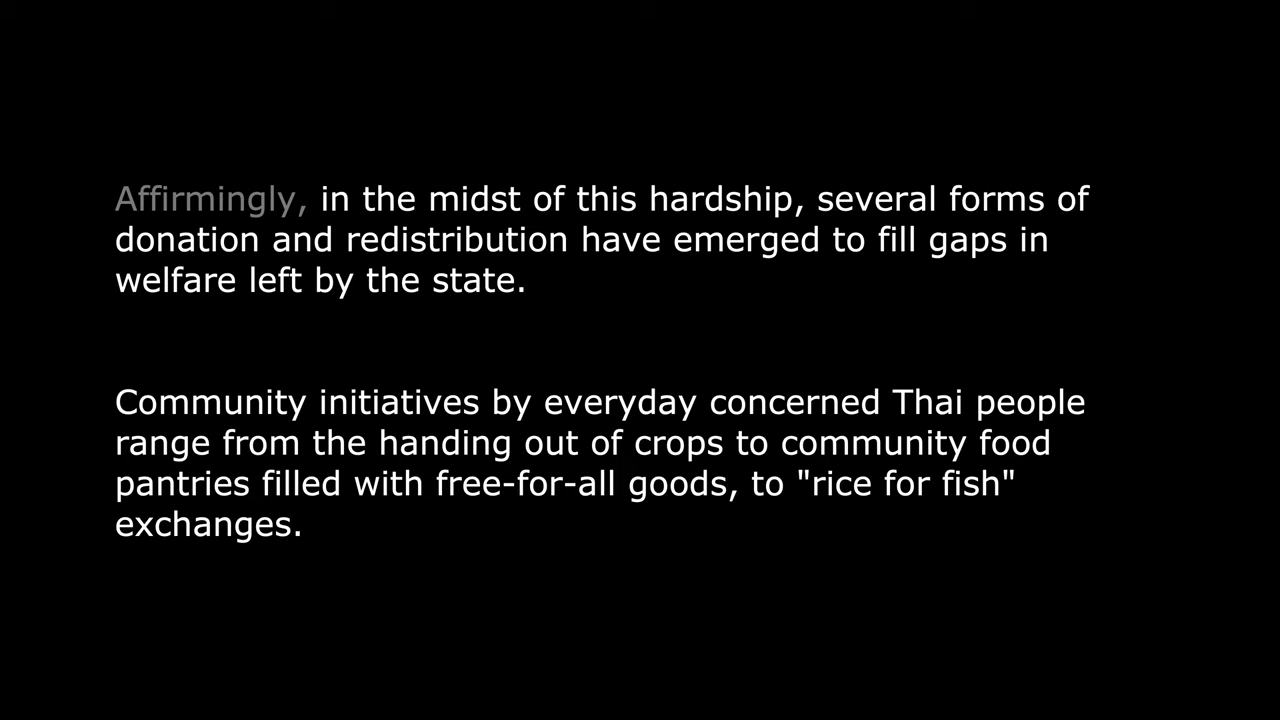 Affirmingly, in the midst of this hardship, several forms of
donation and redistribution have emerged to fill gaps in
welfare left by the state.
Community initiatives by everyday concerned Thai people
range from the handing out of crops to community food
pantries filled with free-for-all goods, to "rice for fish"
exchanges.